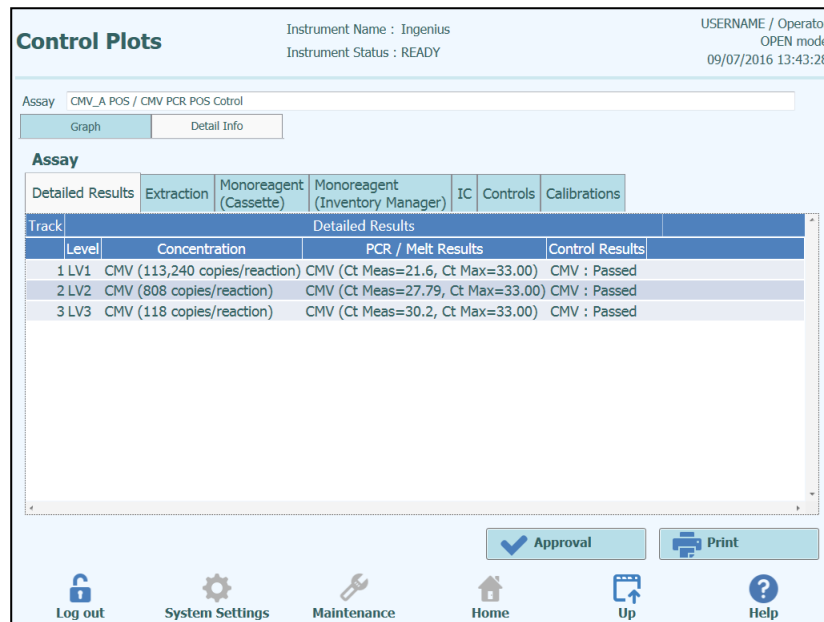 Control Plots
Instrument Name : Ingenius
Instrument Status : READY
USERNAME / Operator
OPEN mode
09/07/2016 13:43:28
Assay CMV_A POS / CMV PCR POS Cotrol
Graph Detail Info
Assay
Detailed Results Extraction Monoreagent (Cassette) Monoreagent (Inventory Manager) IC Controls Calibrations
Track Detailed Results
Level Concentration PCR / Melt Results Control Results
1 LV1 CMV (113,240 copies/reaction) CMV (Ct Meas=21.6, Ct Max=33.00) CMV : Passed
2 LV2 CMV (808 copies/reaction) CMV (Ct Meas=27.79, Ct Max=33.00) CMV : Passed
3 LV3 CMV (118 copies/reaction) CMV (Ct Meas=30.2, Ct Max=33.00) CMV : Passed
Approval Print
Log out System Settings Maintenance Home Up Help